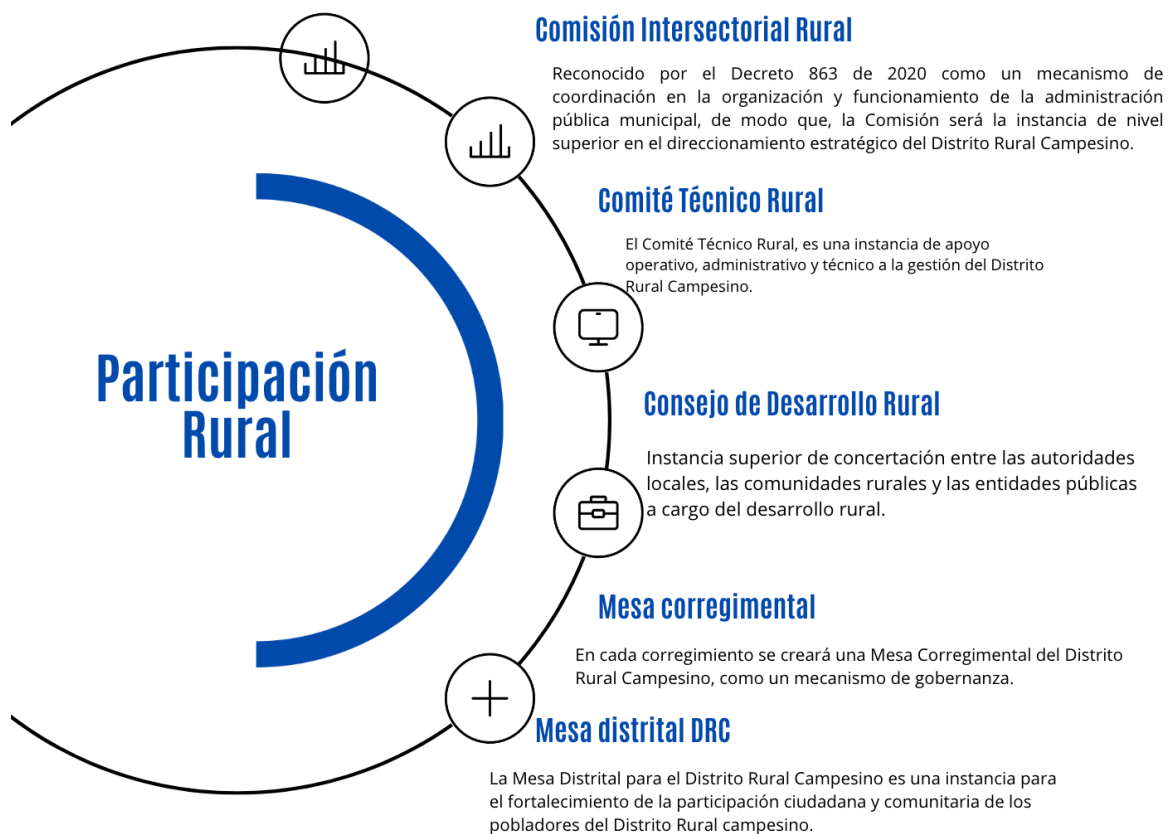 Comisión Intersectorial Rural
Reconocido por el Decreto 863 de 2020 como un mecanismo de
coordinación en la organización y funcionamiento de la administración
pública municipal, de modo que, la Comisión será la instancia de nivel
superior en el direccionamiento estratégico del Distrito Rural Campesino.
Comité Técnico Rural
El Comité Técnico Rural, es una instancia de apoyo
operativo, administrativo y técnico a la gestión del Distrito
Rural Campesino.
Participación
Rural
Consejo de Desarrollo Rural
Instancia superior de concertación entre las autoridades
locales, las comunidades rurales y las entidades públicas
a cargo del desarrollo rural.
Mesa corregimental
En cada corregimiento se creará una Mesa Corregimental del Distrito
Rural Campesino, como un mecanismo de gobernanza.
Mesa distrital DRC
La Mesa Distrital para el Distrito Rural Campesino es una instancia para
el fortalecimiento de la participación ciudadana y comunitaria de los
pobladores del Distrito Rural campesino.